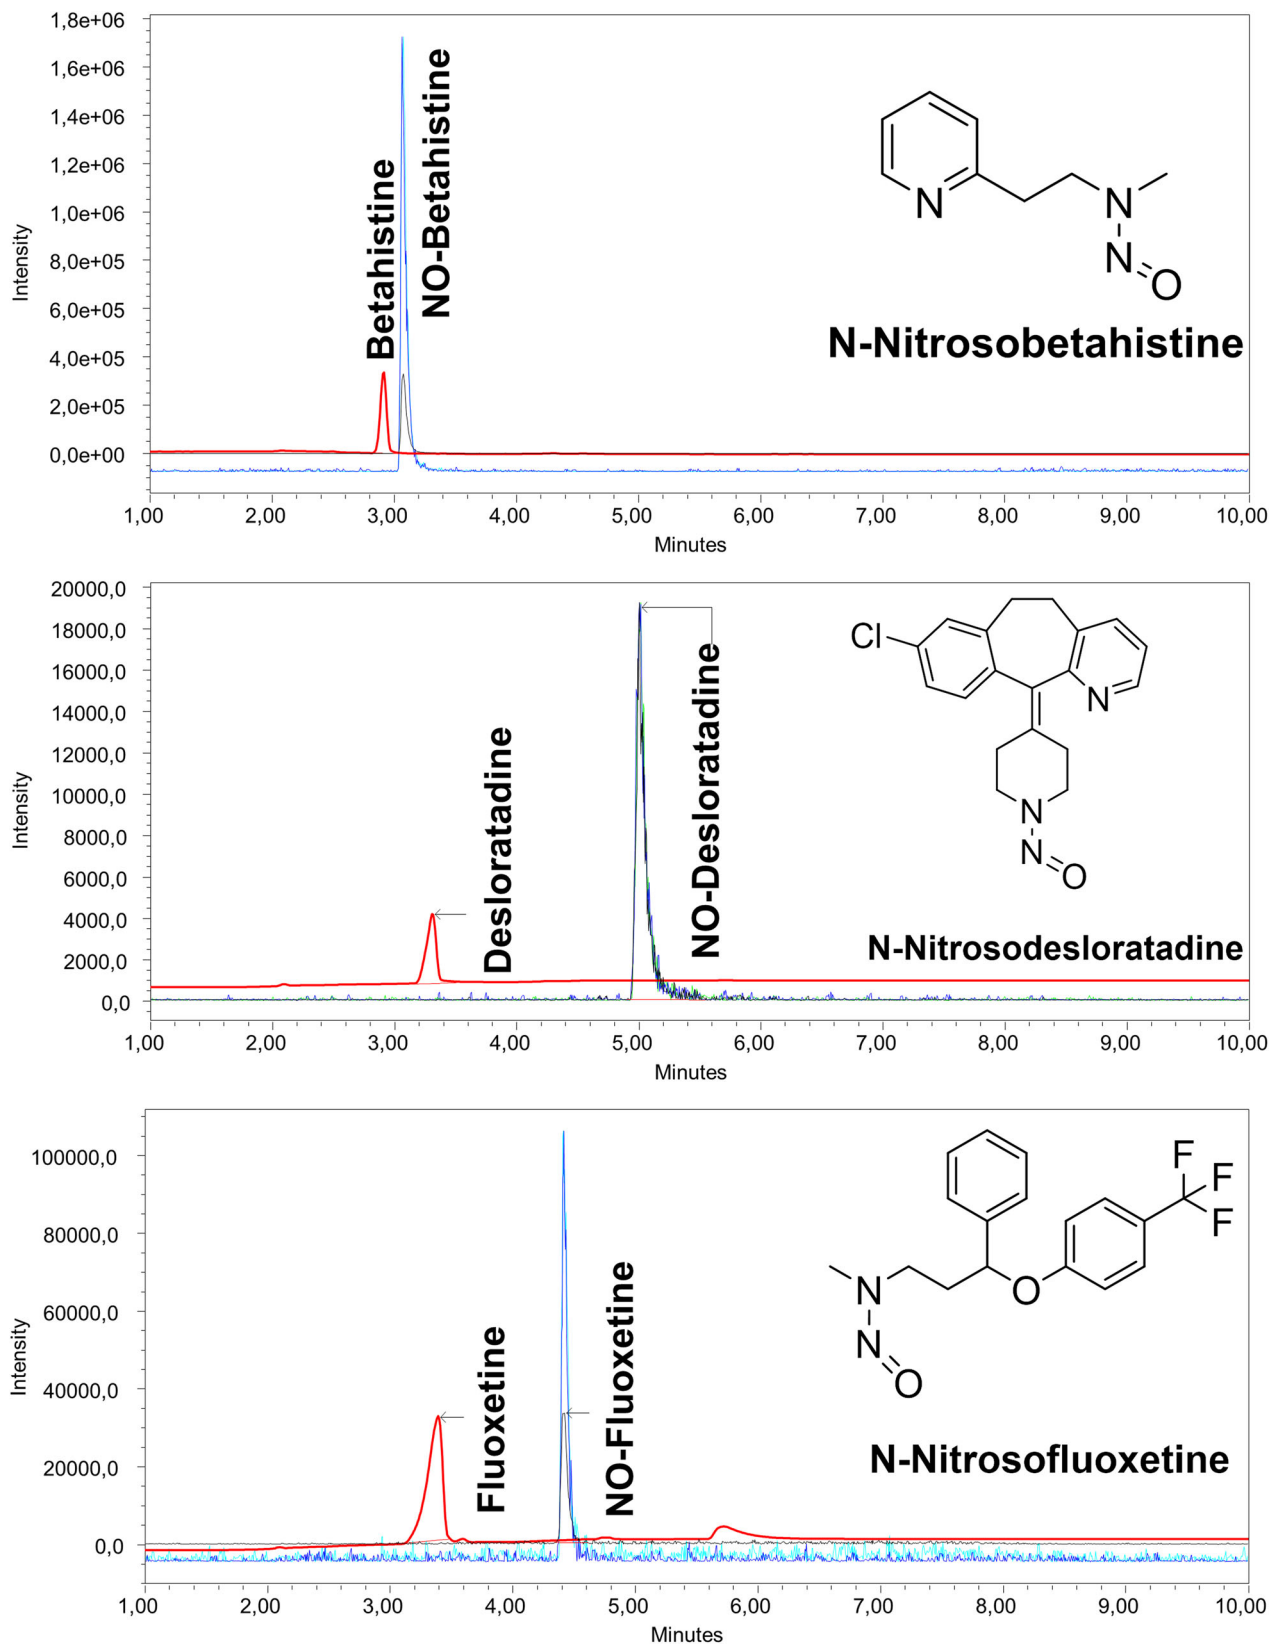 1,8e+06
1,6e+06
1,4e+06
1,2e+06
1,0e+06
8,0e+05
6,0e+05
4,0e+05
2,0e+05
0,0e+00
Intensity
Betahistine
NO-Betahistine
N
N
N
O
N-Nitrosobetahistine
1,00 2,00 3,00 4,00 5,00 6,00 7,00 8,00 9,00 10,00
Minutes
20000,0
18000,0
16000,0
14000,0
12000,0
10000,0
8000,0
6000,0
4000,0
2000,0
0,0
Intensity
Desloratadine
NO-Desloratadine
Cl
N
N
N
O
N-Nitrosodesloratadine
1,00 2,00 3,00 4,00 5,00 6,00 7,00 8,00 9,00 10,00
Minutes
100000,0
80000,0
60000,0
40000,0
20000,0
0,0
Intensity
Fluoxetine
NO-Fluoxetine
F
F
F
O
N
N
O
N-Nitrosofluoxetine
1,00 2,00 3,00 4,00 5,00 6,00 7,00 8,00 9,00 10,00
Minutes